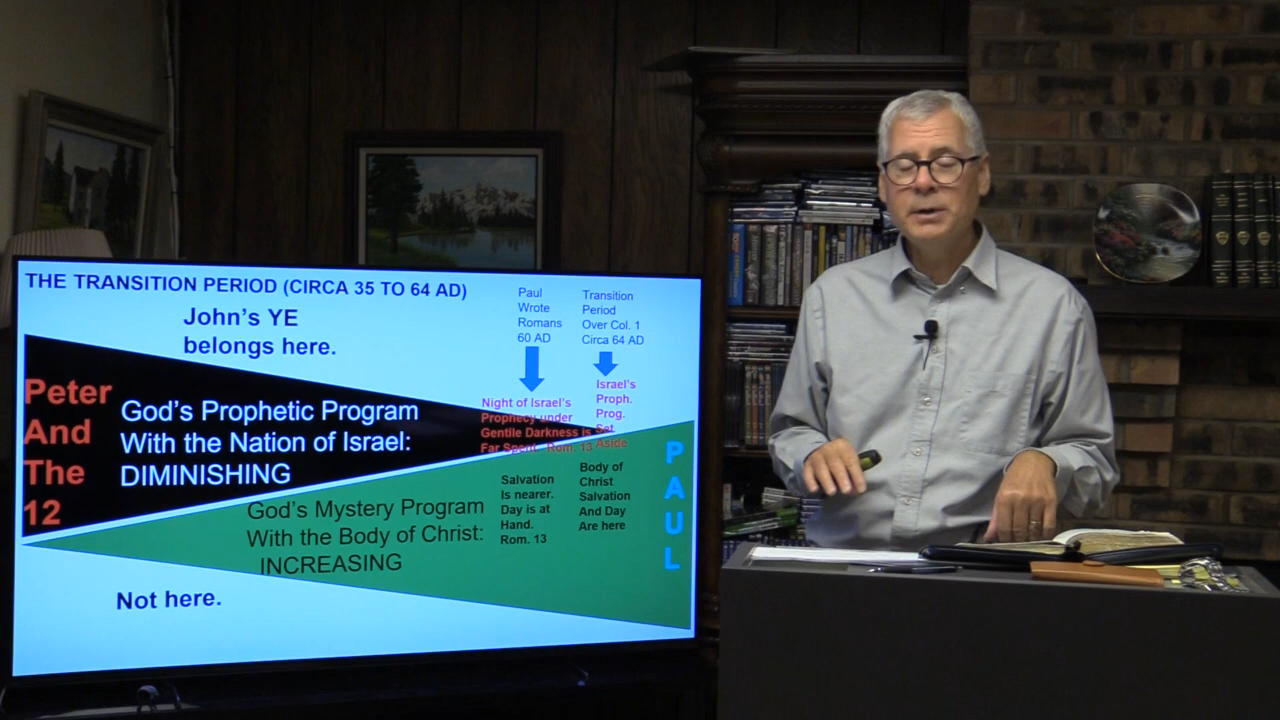 THE TRANSITION PERIOD (CIRCA 35 TO 64 AD)
John's YE
belongs here.
Paul
Wrote
Romans
60 AD
Transition
Period
Over Col. 1
Circa 64 AD
Peter
And
The
12
God's Prophetic Program
With the Nation of Israel:
DIMINISHING
Night of Israel's
Prophecy under
Gentile Darkness is
Far Spent. Rom. 13
Israel's
Proph.
Prog.
Set
Aside
God's Mystery Program
With the Body of Christ:
INCREASING
Salvation
Is nearer.
Day is at
Hand.
Rom. 13
Body of
Christ
Salvation
And Day
Are here
PAUL
Not here.